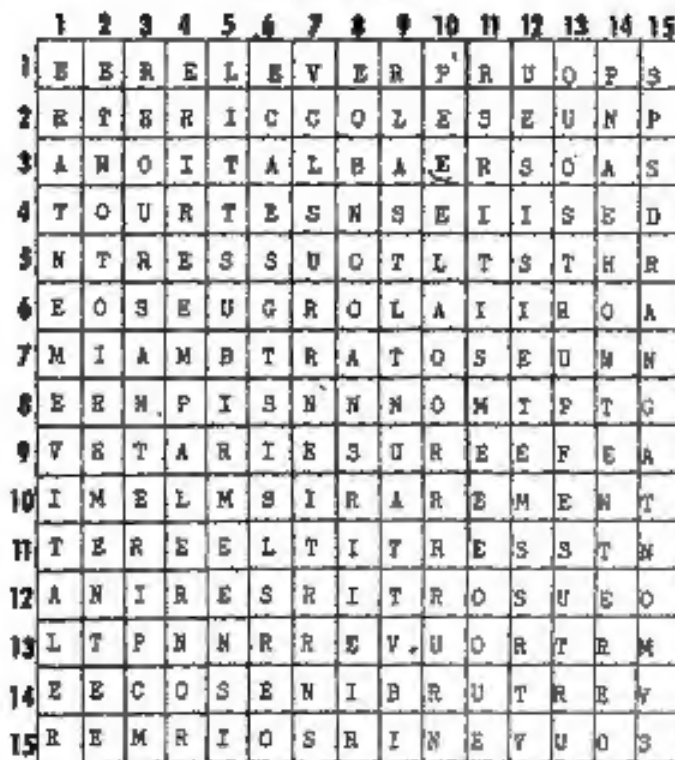 1 2 3 4 5 6 7 8 9 10 11 12 13 14 15
1 E E R E L E V E R P R U O P S
2 E T E R I C C O L E S E U N P
3 A N O I T A L B A E R S O A S
4 T O U R T E S N S E I I S E D
5 N T R E S S U O T L T S T H R
6 E O S E U G R O L A I I R O A
7 M I A M B T R A T O S E U N N
8 E E N P I S N N N O M I P T G
9 V E T A R I E S U R E E F E A
10 I M E L M S I R A R E M E N T
11 T E R E E L T I T R E S S T N
12 A N I R E S R I T R O S U E O
13 L T P N N R R E V U O R T R M
14 E E C O S E N I B R U T R E V
15 R E M R I O S R I N E V U O S